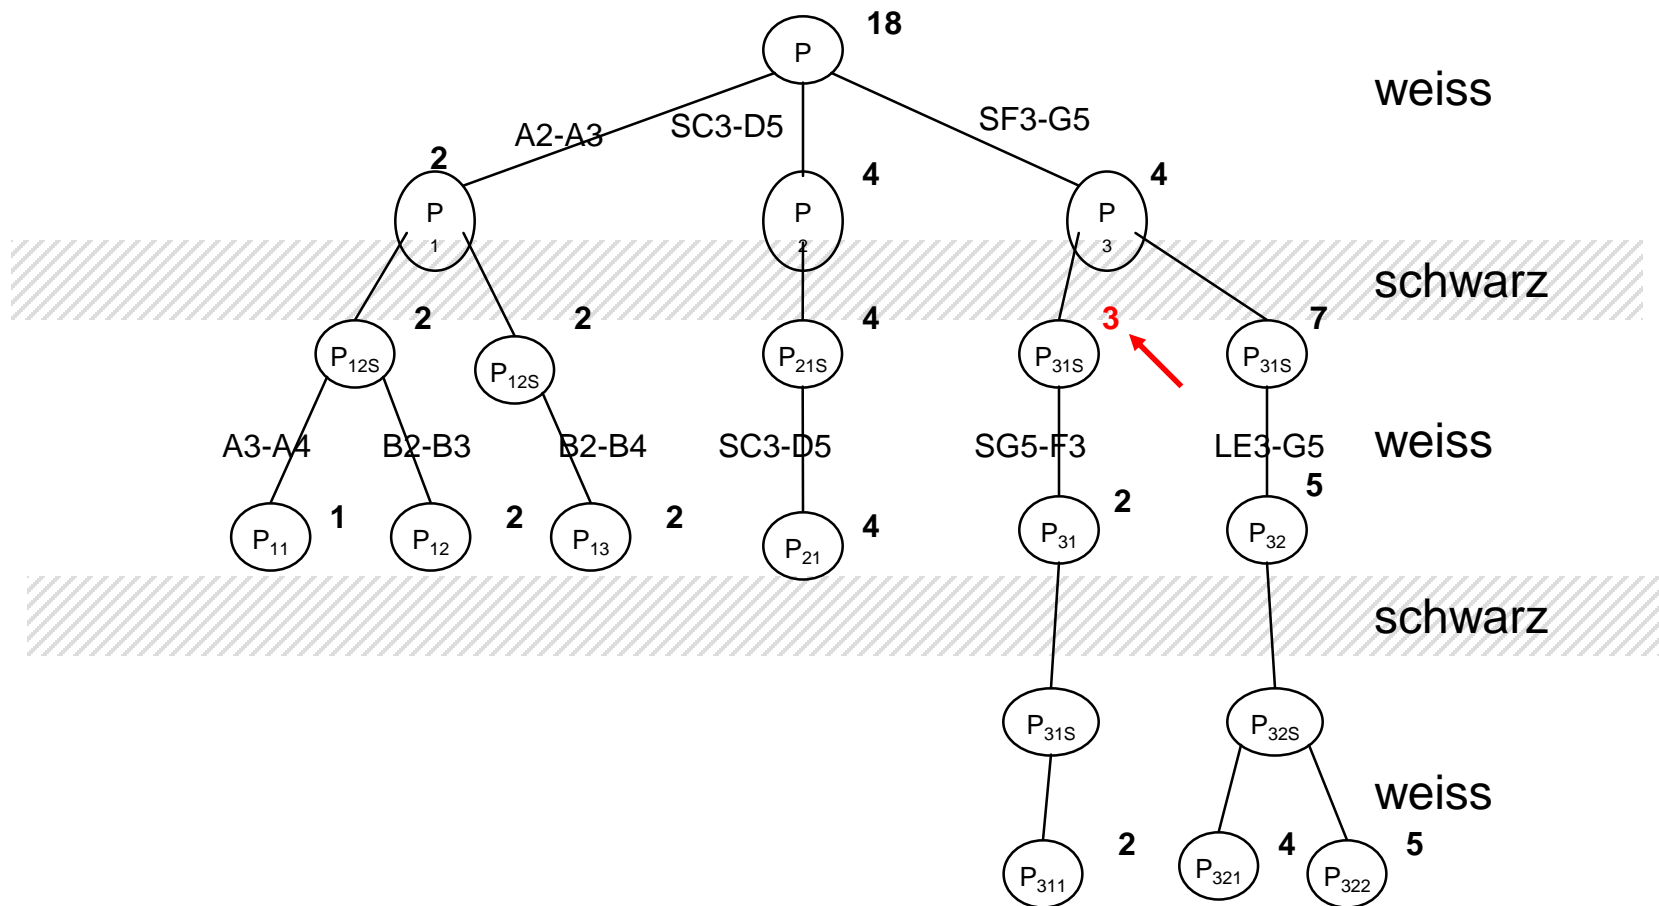 18
P
weiss
A2-A3
SC3-D5
SF3-G5
2
4
4
P
1
P
2
P
3
schwarz
2
2
4
3
7
P12S
P12S
P21S
P31S
P31S
A3-A4
B2-B3
B2-B4
SC3-D5
SG5-F3
LE3-G5
weiss
1
2
2
4
2
5
P11
P12
P13
P21
P31
P32
schwarz
P31S
P32S
weiss
2
4
5
P311
P321
P322